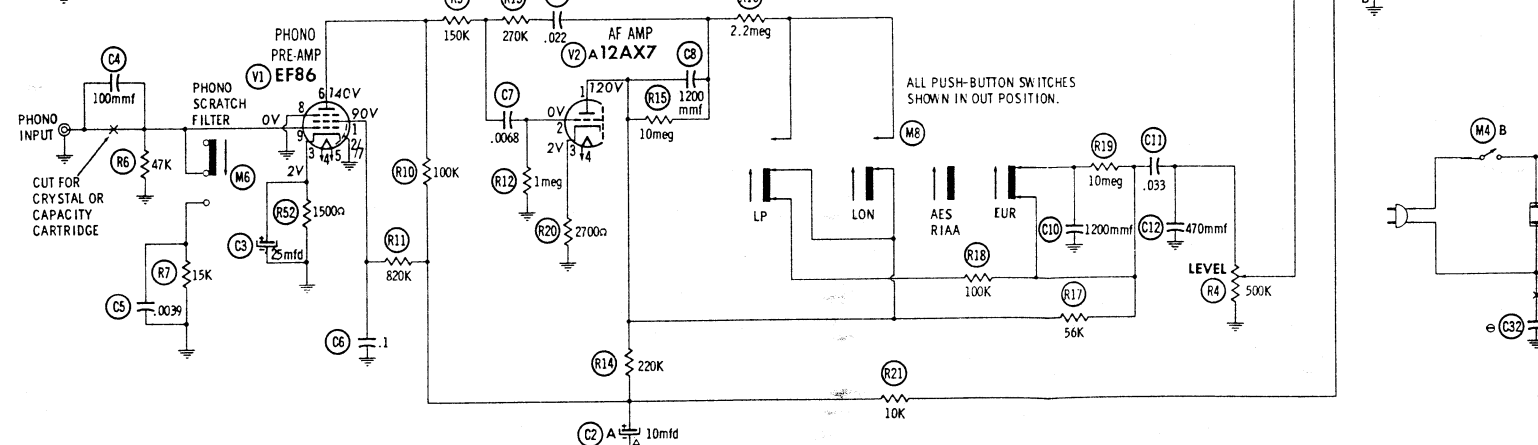 150K
270K
.022
2.2meg
PHONO
PRE-AMP
V1 EF86
AF AMP
V2 A 12AX7
C4
100mmf
PHONO
SCRATCH
FILTER
PHONO
INPUT
CUT FOR
CRYSTAL OR
CAPACITY
CARTRIDGE
R6
47K
M6
R7
15K
C5
.0039
6
140V
8
0V
9
90V
1
2
7
3
4
5
2V
R52
1500Ω
C3
25mfd
R10
100K
R11
820K
C6
.1
C7
.0068
R12
1meg
0V
1
120V
2
2V
3
4
R20
2700Ω
C8
1200
mmf
R15
10meg
ALL PUSH-BUTTON SWITCHES
SHOWN IN OUT POSITION.
M8
LP
LON
AES
RIAA
EUR
R19
10meg
C11
.033
C10
1200mmf
C12
470mmf
R18
100K
R17
56K
LEVEL
R4
500K
R14
220K
R21
10K
C2 A
10mfd
M4 B
C32